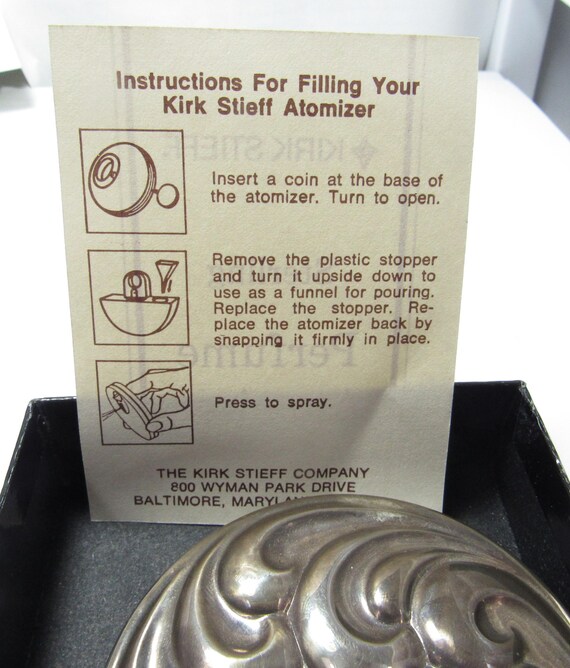 Instructions For Filling Your
Kirk Stieff Atomizer
Insert a coin at the base of
the atomizer. Turn to open.
Remove the plastic stopper
and turn it upside down to
use as a funnel for pouring.
Replace the stopper. Re-
place the atomizer back by
snapping it firmly in place.
Press to spray.
THE KIRK STIEFF COMPANY
800 WYMAN PARK DRIVE
BALTIMORE, MARYLAND